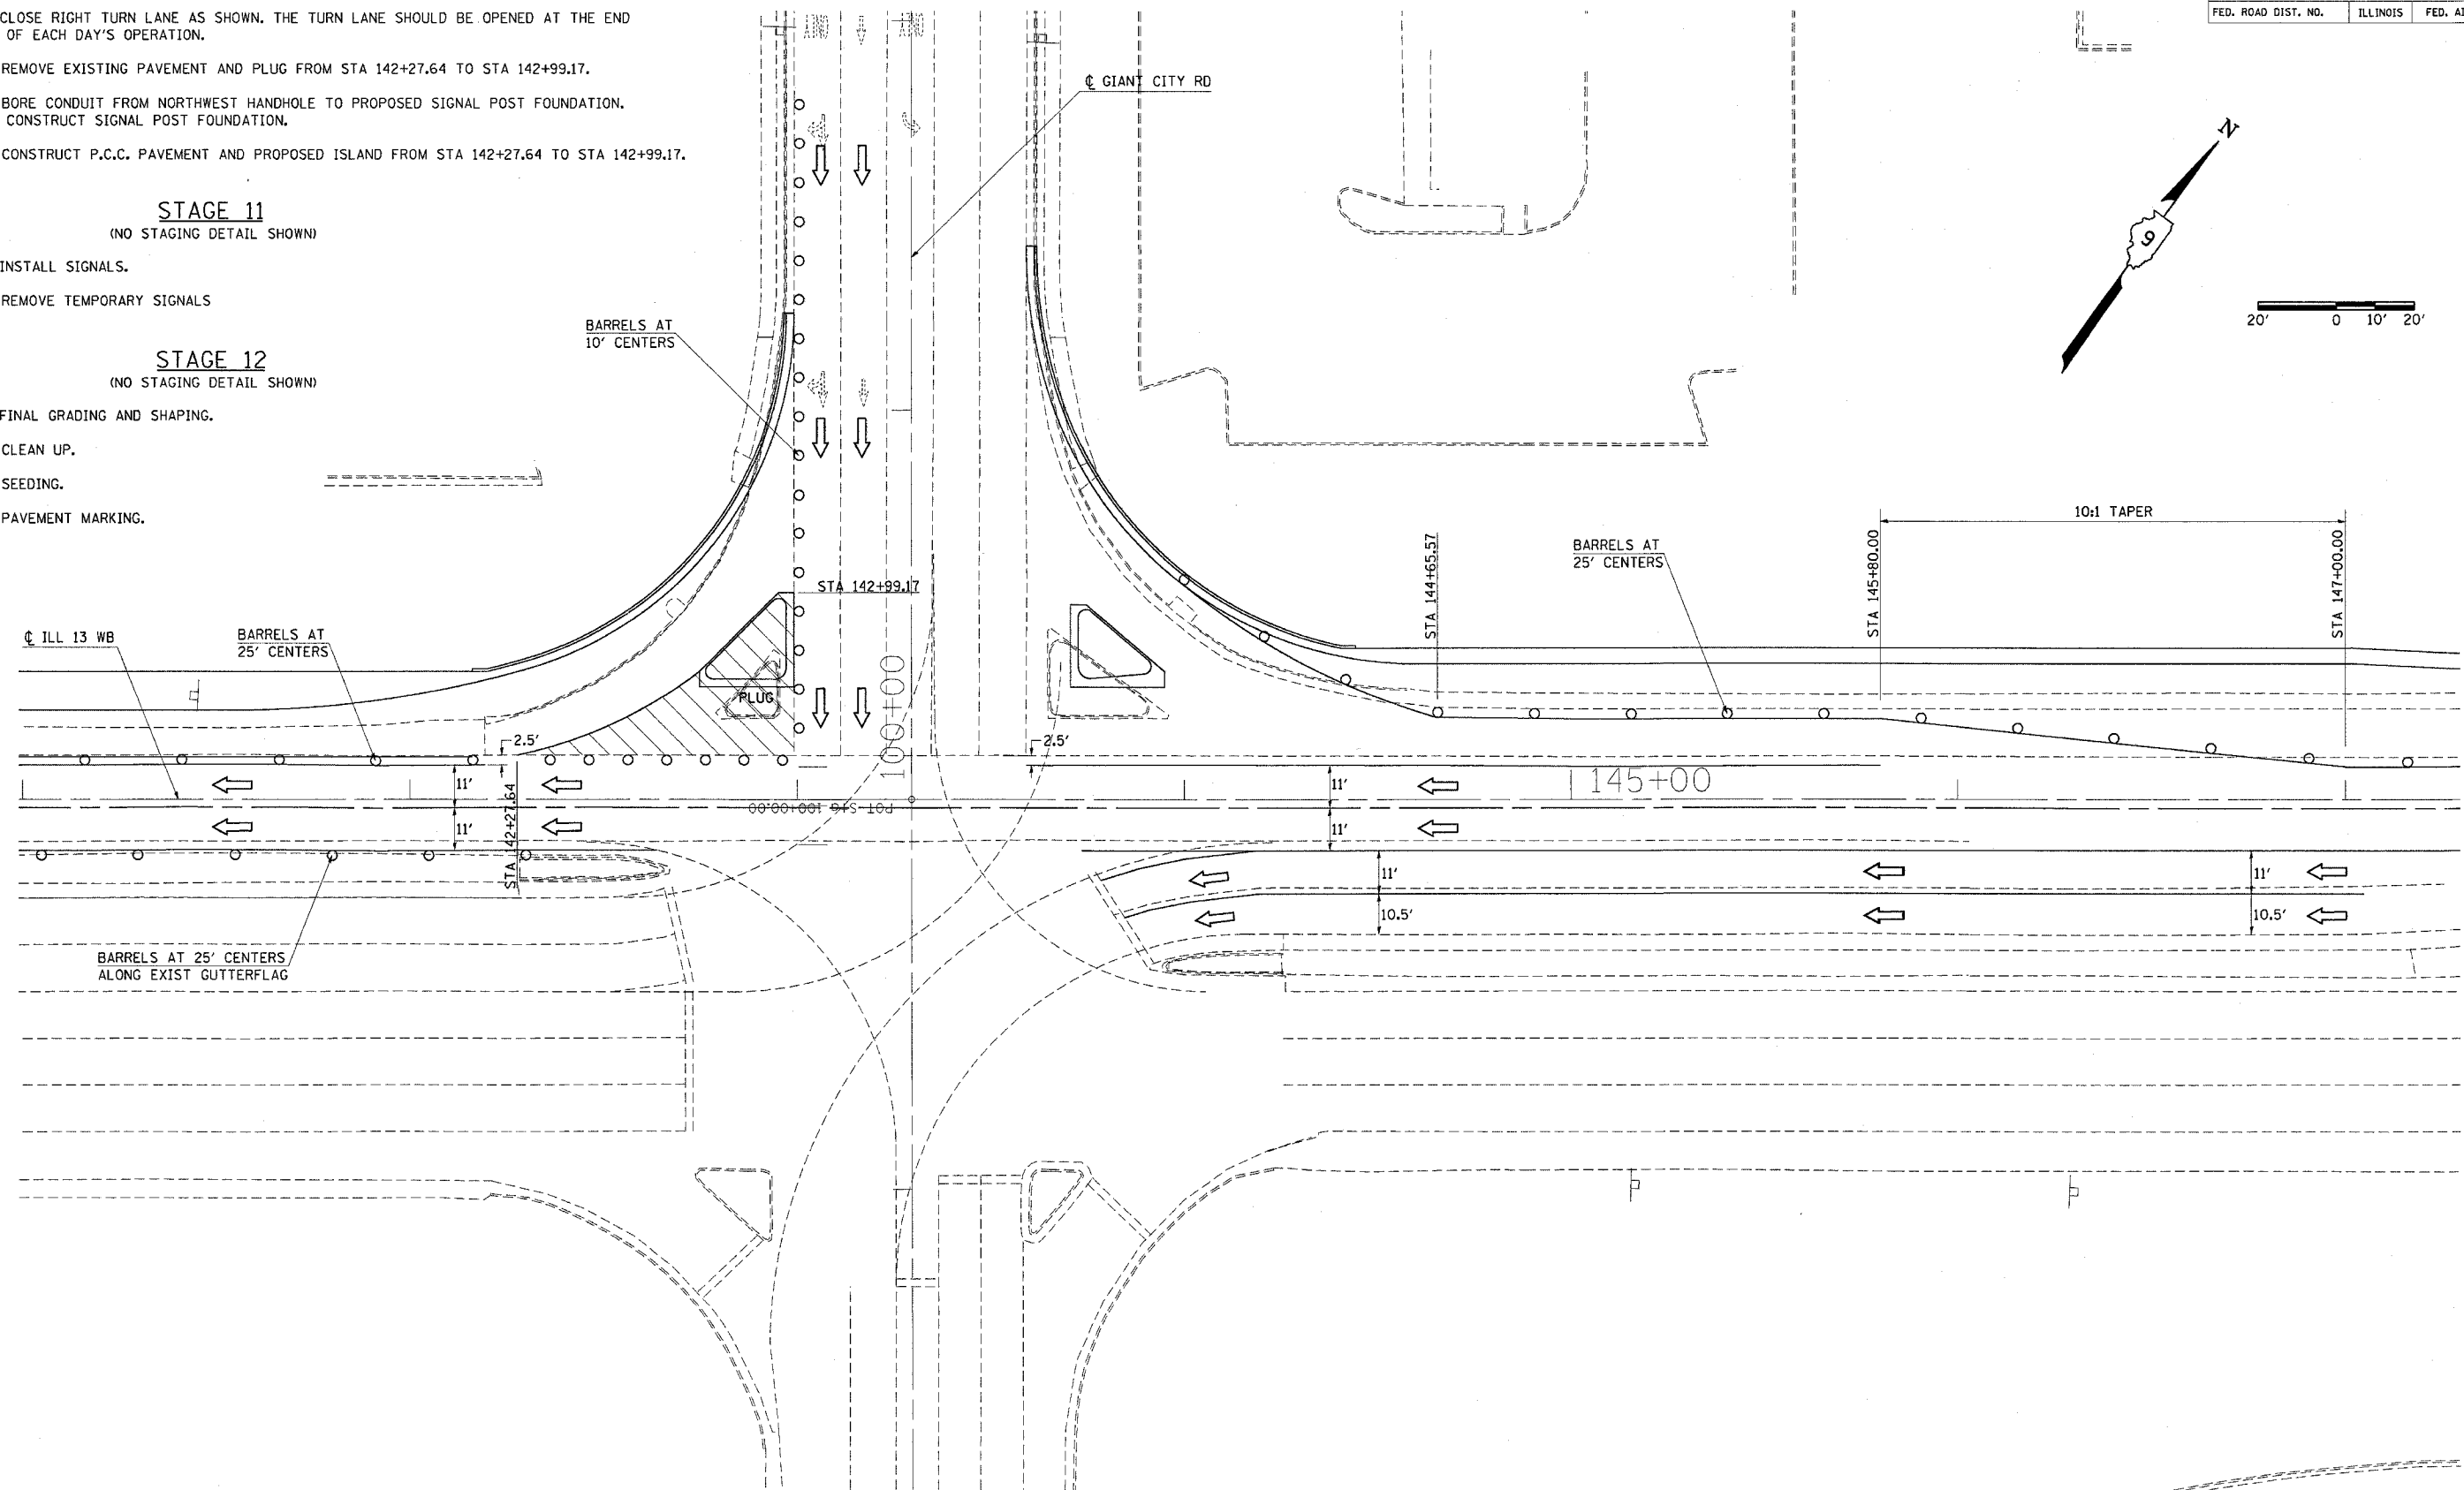 CLOSE RIGHT TURN LANE AS SHOWN. THE TURN LANE SHOULD BE OPENED AT THE END
OF EACH DAY'S OPERATION.
REMOVE EXISTING PAVEMENT AND PLUG FROM STA 142+27.64 TO STA 142+99.17.
BORE CONDUIT FROM NORTHWEST HANDHOLE TO PROPOSED SIGNAL POST FOUNDATION.
CONSTRUCT SIGNAL POST FOUNDATION.
CONSTRUCT P.C.C. PAVEMENT AND PROPOSED ISLAND FROM STA 142+27.64 TO STA 142+99.17.
STAGE 11
(NO STAGING DETAIL SHOWN)
INSTALL SIGNALS.
REMOVE TEMPORARY SIGNALS
STAGE 12
(NO STAGING DETAIL SHOWN)
FINAL GRADING AND SHAPING.
CLEAN UP.
SEEDING.
PAVEMENT MARKING.
FED. ROAD DIST. NO.
ILLINOIS
FED. AI
℄ GIANT CITY RD
N
9
20' 0 10' 20'
BARRELS AT
10' CENTERS
10:1 TAPER
BARRELS AT
25' CENTERS
STA 144+65.57
STA 145+80.00
STA 147+00.00
STA 142+99.17
℄ ILL 13 WB
BARRELS AT
25' CENTERS
PLUG
100+00
2.5'
2.5'
11'
11'
145+00
POT Sta 100+00.00
11'
11'
STA 142+27.64
11'
11'
10.5'
10.5'
BARRELS AT 25' CENTERS
ALONG EXIST GUTTERFLAG